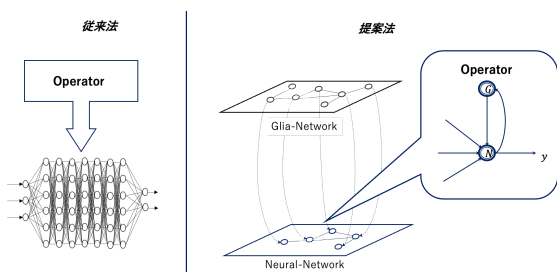 従来法
Operator
提案法
Glia-Network
Neural-Network
Operator
G
N
y